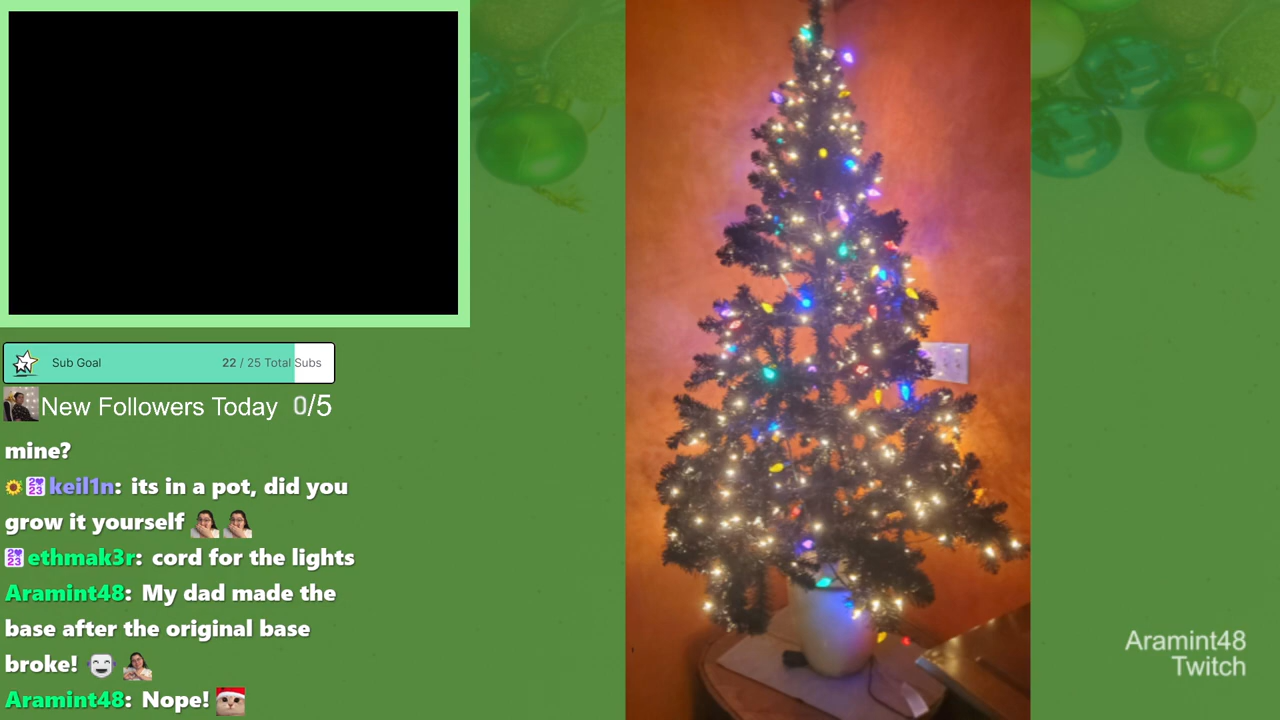 Sub Goal 22 / 25 Total Subs
New Followers Today 0/5
mine?
keil1n: its in a pot, did you
grow it yourself
ethmak3r: cord for the lights
Aramint48: My dad made the
base after the original base
broke!
Aramint48: Nope!
Aramint48
Twitch